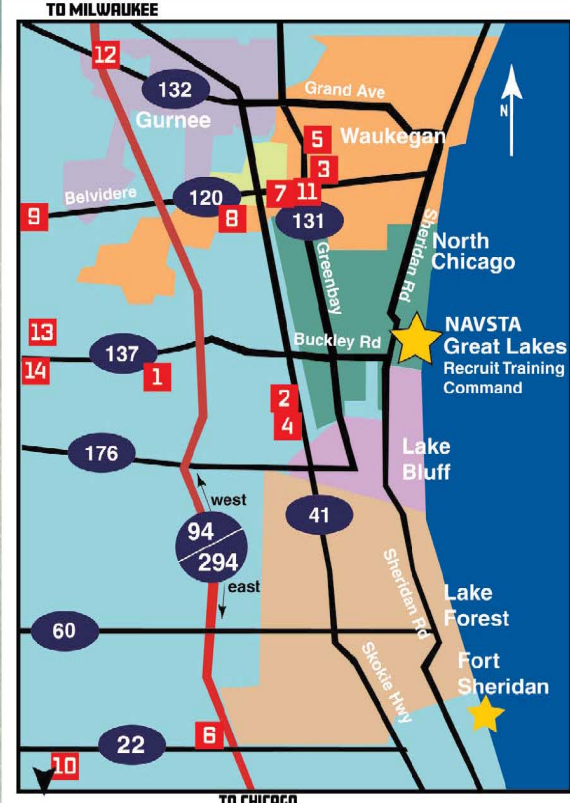 TO MILWAUKEE
12
132
Grand Ave
Gurnee
N
5
Waukegan
3
Belvidere
120
7
11
9
8
131
Sheridan Rd
North
Chicago
Greenbay
13
137
Buckley Rd
NAVSTA
Great Lakes
Recruit Training
Command
14
1
2
4
176
Lake
Bluff
west
94
294
41
east
Sheridan Rd
Lake
Forest
60
Fort
Sheridan
Skokie Hwy
22
6
10
TO CHICAGO